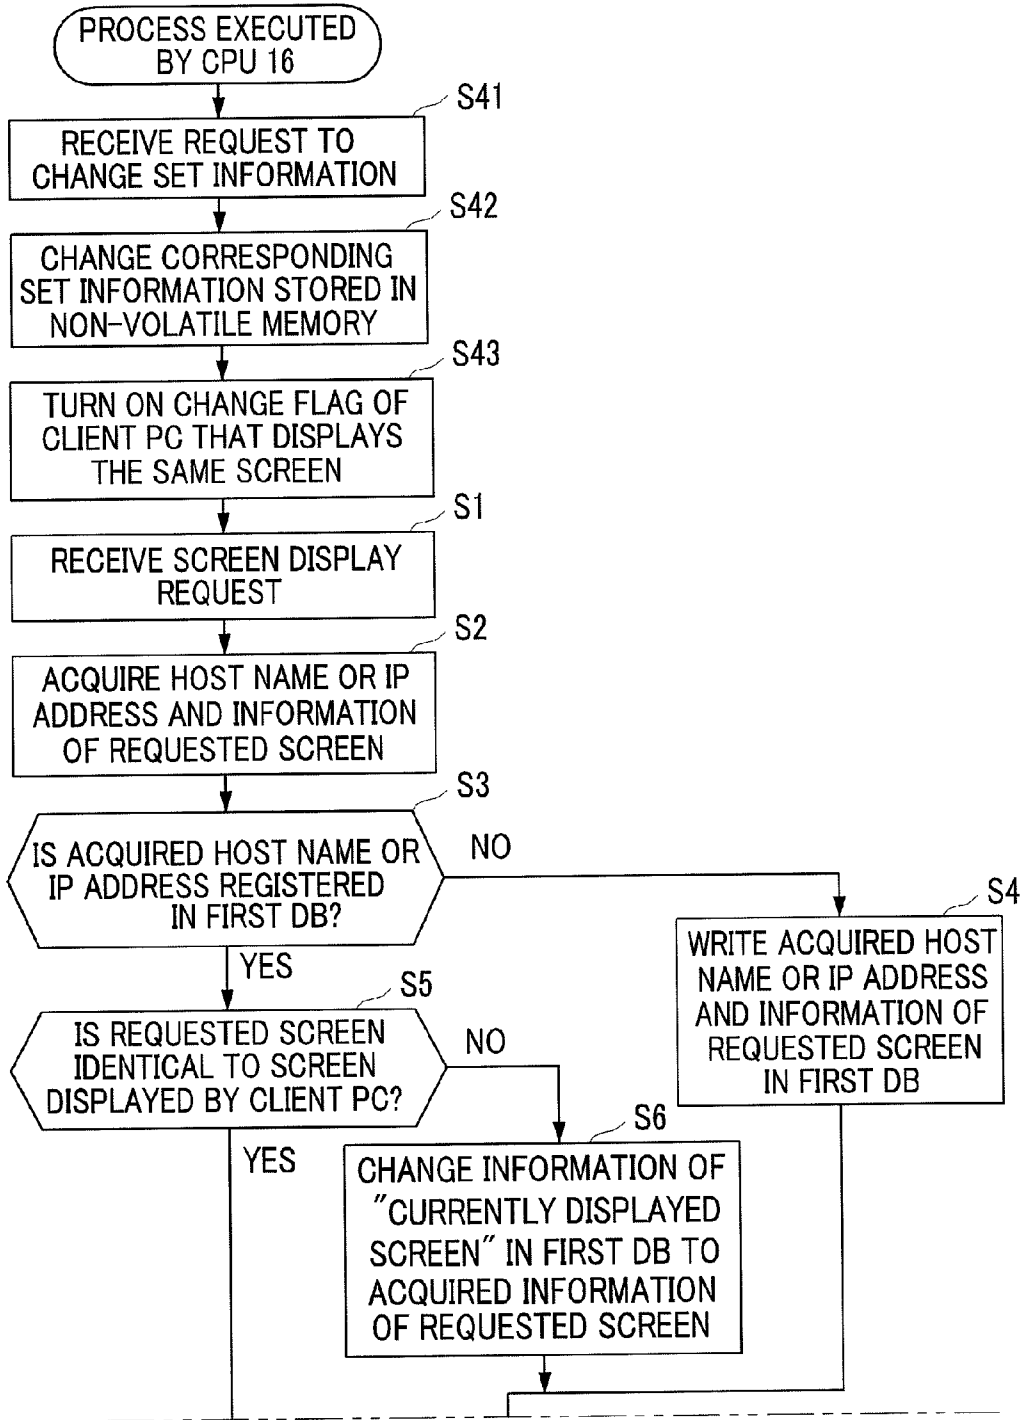 PROCESS EXECUTED
BY CPU 16
S41
RECEIVE REQUEST TO
CHANGE SET INFORMATION
S42
CHANGE CORRESPONDING
SET INFORMATION STORED IN
NON-VOLATILE MEMORY
S43
TURN ON CHANGE FLAG OF
CLIENT PC THAT DISPLAYS
THE SAME SCREEN
S1
RECEIVE SCREEN DISPLAY
REQUEST
S2
ACQUIRE HOST NAME OR IP
ADDRESS AND INFORMATION
OF REQUESTED SCREEN
S3
IS ACQUIRED HOST NAME OR
IP ADDRESS REGISTERED
IN FIRST DB?
NO
YES
S4
WRITE ACQUIRED HOST
NAME OR IP ADDRESS
AND INFORMATION OF
REQUESTED SCREEN
IN FIRST DB
S5
IS REQUESTED SCREEN
IDENTICAL TO SCREEN
DISPLAYED BY CLIENT PC?
NO
YES
S6
CHANGE INFORMATION OF
"CURRENTLY DISPLAYED
SCREEN" IN FIRST DB TO
ACQUIRED INFORMATION
OF REQUESTED SCREEN